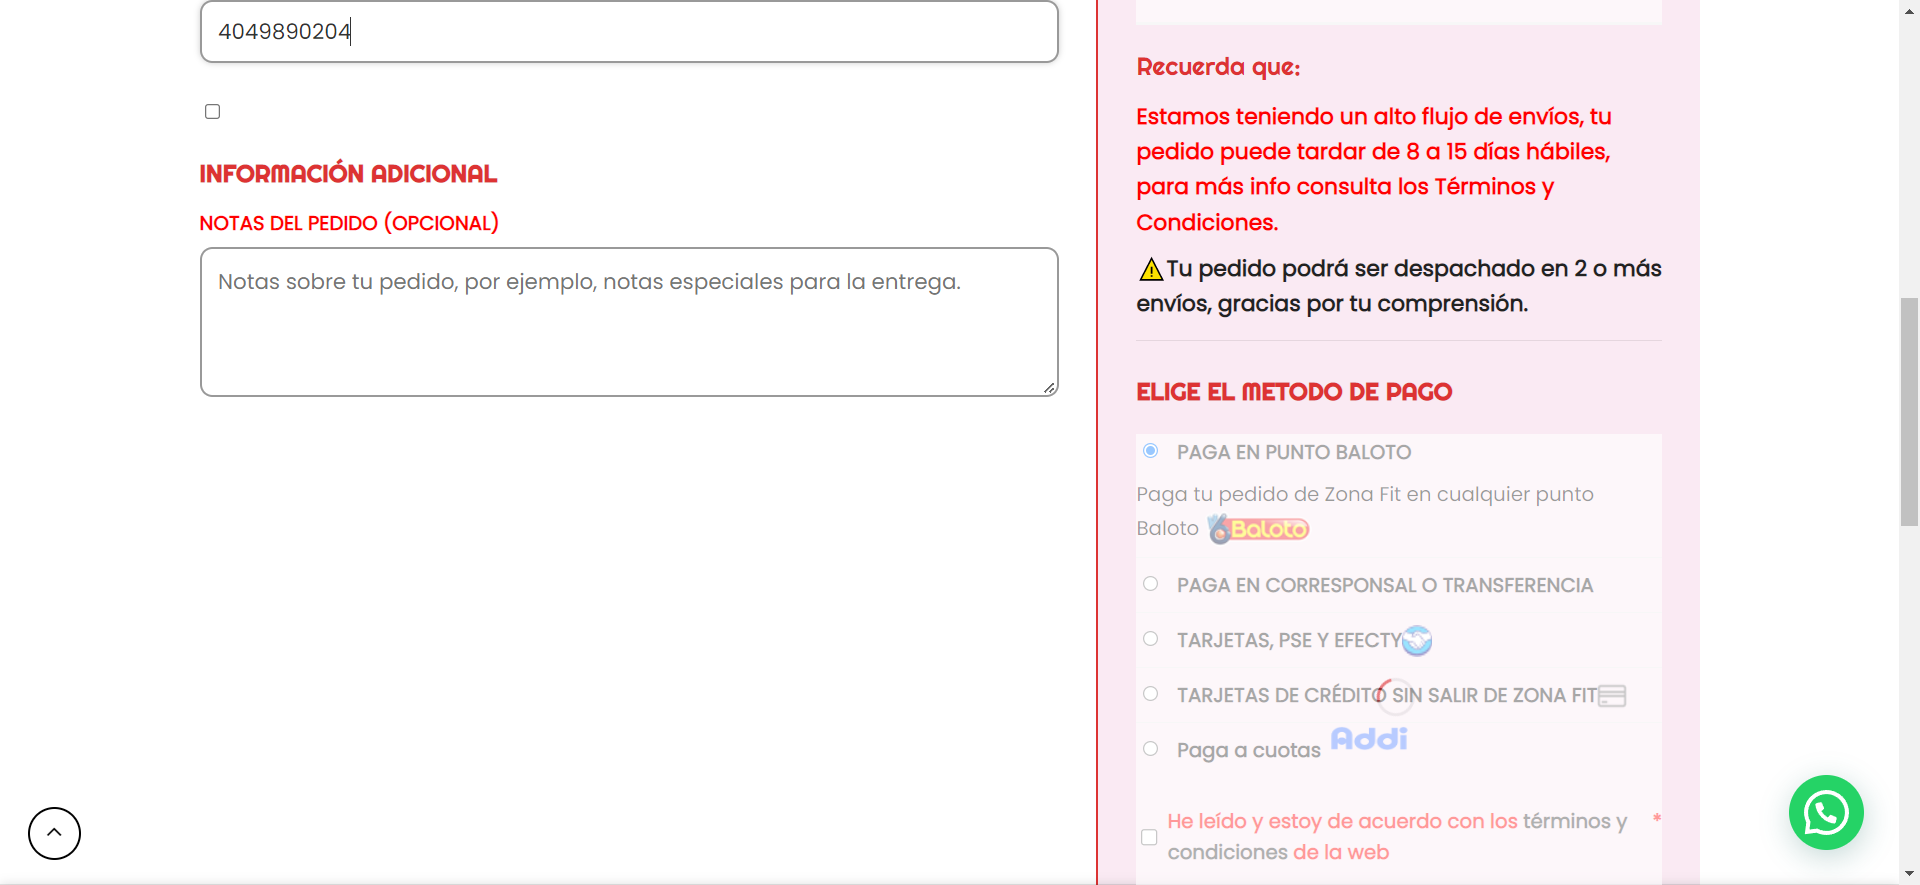 4049890204
INFORMACIÓN ADICIONAL
NOTAS DEL PEDIDO (OPCIONAL)
Notas sobre tu pedido, por ejemplo, notas especiales para la entrega.
Recuerda que:
Estamos teniendo un alto flujo de envíos, tu
pedido puede tardar de 8 a 15 días hábiles,
para más info consulta los Términos y
Condiciones.
⚠Tu pedido podrá ser despachado en 2 o más
envíos, gracias por tu comprensión.
ELIGE EL METODO DE PAGO
PAGA EN PUNTO BALOTO
Paga tu pedido de Zona Fit en cualquier punto
Baloto Baloto
PAGA EN CORRESPONSAL O TRANSFERENCIA
TARJETAS, PSE Y EFECTY
TARJETAS DE CRÉDITO SIN SALIR DE ZONA FIT
Paga a cuotas Addi
He leído y estoy de acuerdo con los términos y *
condiciones de la web